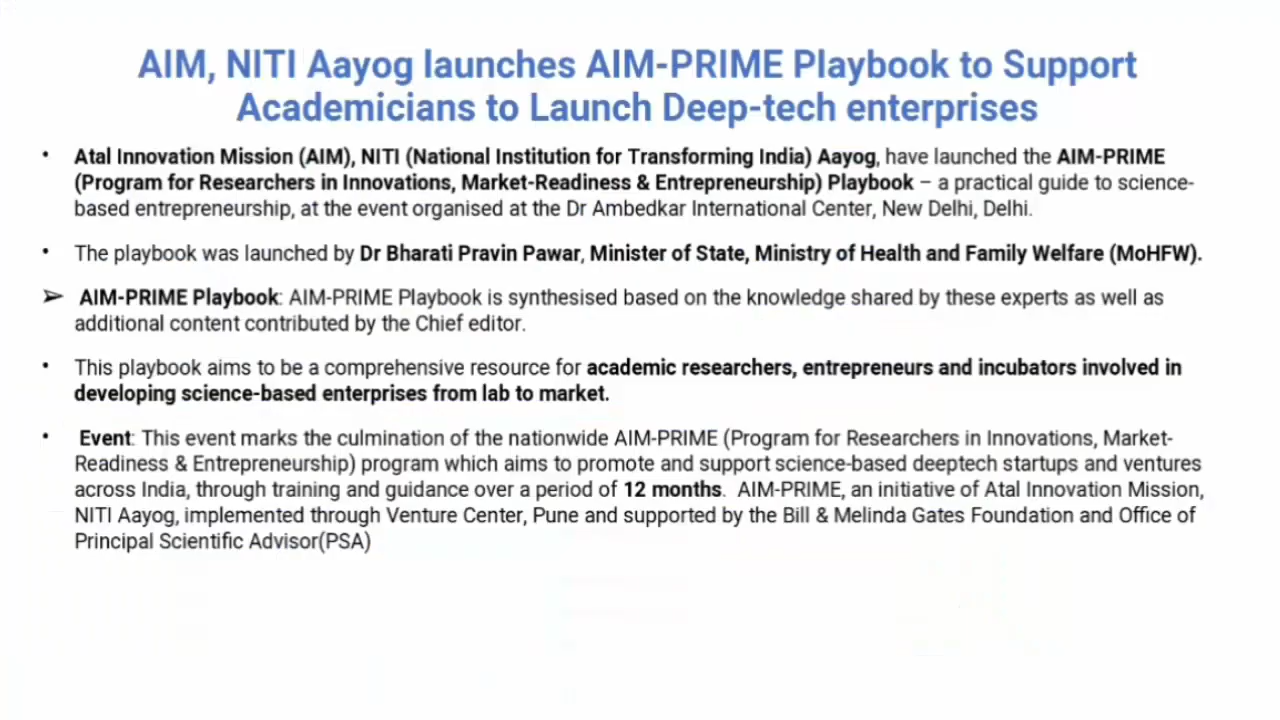 AIM, NITI Aayog launches AIM-PRIME Playbook to Support
Academicians to Launch Deep-tech enterprises
• Atal Innovation Mission (AIM), NITI (National Institution for Transforming India) Aayog, have launched the AIM-PRIME
(Program for Researchers in Innovations, Market-Readiness & Entrepreneurship) Playbook – a practical guide to science-
based entrepreneurship, at the event organised at the Dr Ambedkar International Center, New Delhi, Delhi.
• The playbook was launched by Dr Bharati Pravin Pawar, Minister of State, Ministry of Health and Family Welfare (MoHFW).
➢ AIM-PRIME Playbook: AIM-PRIME Playbook is synthesised based on the knowledge shared by these experts as well as
additional content contributed by the Chief editor.
• This playbook aims to be a comprehensive resource for academic researchers, entrepreneurs and incubators involved in
developing science-based enterprises from lab to market.
• Event: This event marks the culmination of the nationwide AIM-PRIME (Program for Researchers in Innovations, Market-
Readiness & Entrepreneurship) program which aims to promote and support science-based deeptech startups and ventures
across India, through training and guidance over a period of 12 months. AIM-PRIME, an initiative of Atal Innovation Mission,
NITI Aayog, implemented through Venture Center, Pune and supported by the Bill & Melinda Gates Foundation and Office of
Principal Scientific Advisor(PSA)